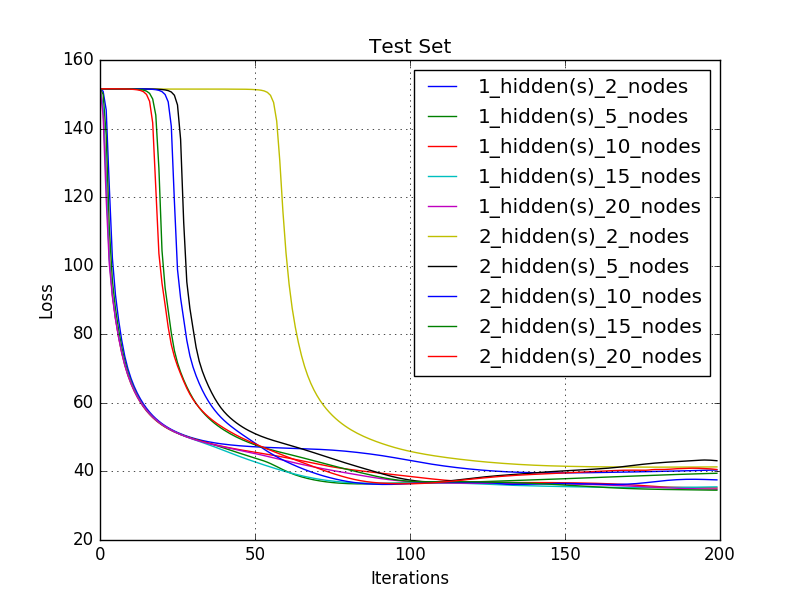 Test Set
160
140
120
100
80
60
40
20
Loss
0
50
100
150
200
Iterations
1_hidden(s)_2_nodes
1_hidden(s)_5_nodes
1_hidden(s)_10_nodes
1_hidden(s)_15_nodes
1_hidden(s)_20_nodes
2_hidden(s)_2_nodes
2_hidden(s)_5_nodes
2_hidden(s)_10_nodes
2_hidden(s)_15_nodes
2_hidden(s)_20_nodes